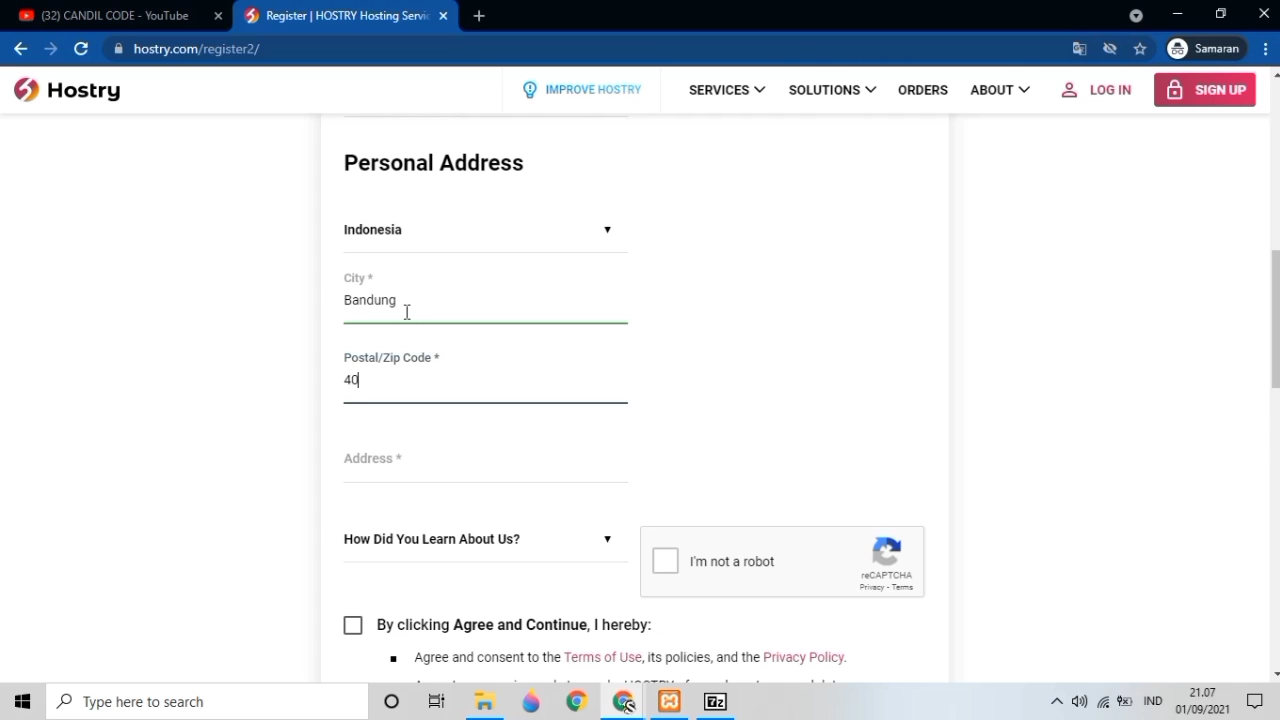 (32) CANDIL CODE - YouTube
Register | HOSTRY Hosting Servic
hostry.com/register2/
Samaran
Hostry
IMPROVE HOSTRY
SERVICES
SOLUTIONS
ORDERS
ABOUT
LOG IN
SIGN UP
Personal Address
Indonesia
City *
Bandung
Postal/Zip Code *
40
Address *
How Did You Learn About Us?
I'm not a robot
reCAPTCHA
Privacy - Terms
By clicking Agree and Continue, I hereby:
Agree and consent to the Terms of Use, its policies, and the Privacy Policy.
Type here to search
7z
IND
21.07
01/09/2021